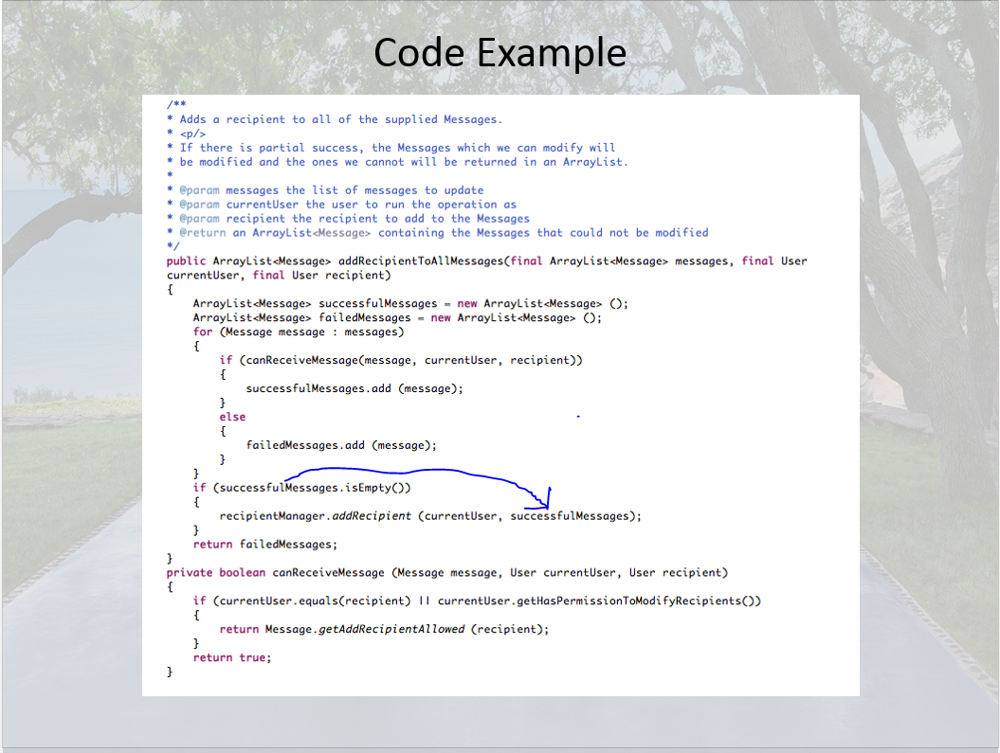 Code Example
/**
* Adds a recipient to all of the supplied Messages.
* <p/>
* If there is partial success, the Messages which we can modify will
* be modified and the ones we cannot will be returned in an ArrayList.
*
* @param messages the list of messages to update
* @param currentUser the user to run the operation as
* @param recipient the recipient to add to the Messages
* @return an ArrayList<Message> containing the Messages that could not be modified
*/
public ArrayList<Message> addRecipientToAllMessages(final ArrayList<Message> messages, final User
currentUser, final User recipient)
{
    ArrayList<Message> successfulMessages = new ArrayList<Message> ();
    ArrayList<Message> failedMessages = new ArrayList<Message> ();
    for (Message message : messages)
    {
        if (canReceiveMessage(message, currentUser, recipient))
        {
            successfulMessages.add (message);
        }
        else
        {
            failedMessages.add (message);
        }
    }
    if (successfulMessages.isEmpty())
    {
        recipientManager.addRecipient (currentUser, successfulMessages);
    }
    return failedMessages;
}
private boolean canReceiveMessage (Message message, User currentUser, User recipient)
{
    if (currentUser.equals(recipient) || currentUser.getHasPermissionToModifyRecipients())
    {
        return Message.getAddRecipientAllowed (recipient);
    }
    return true;
}